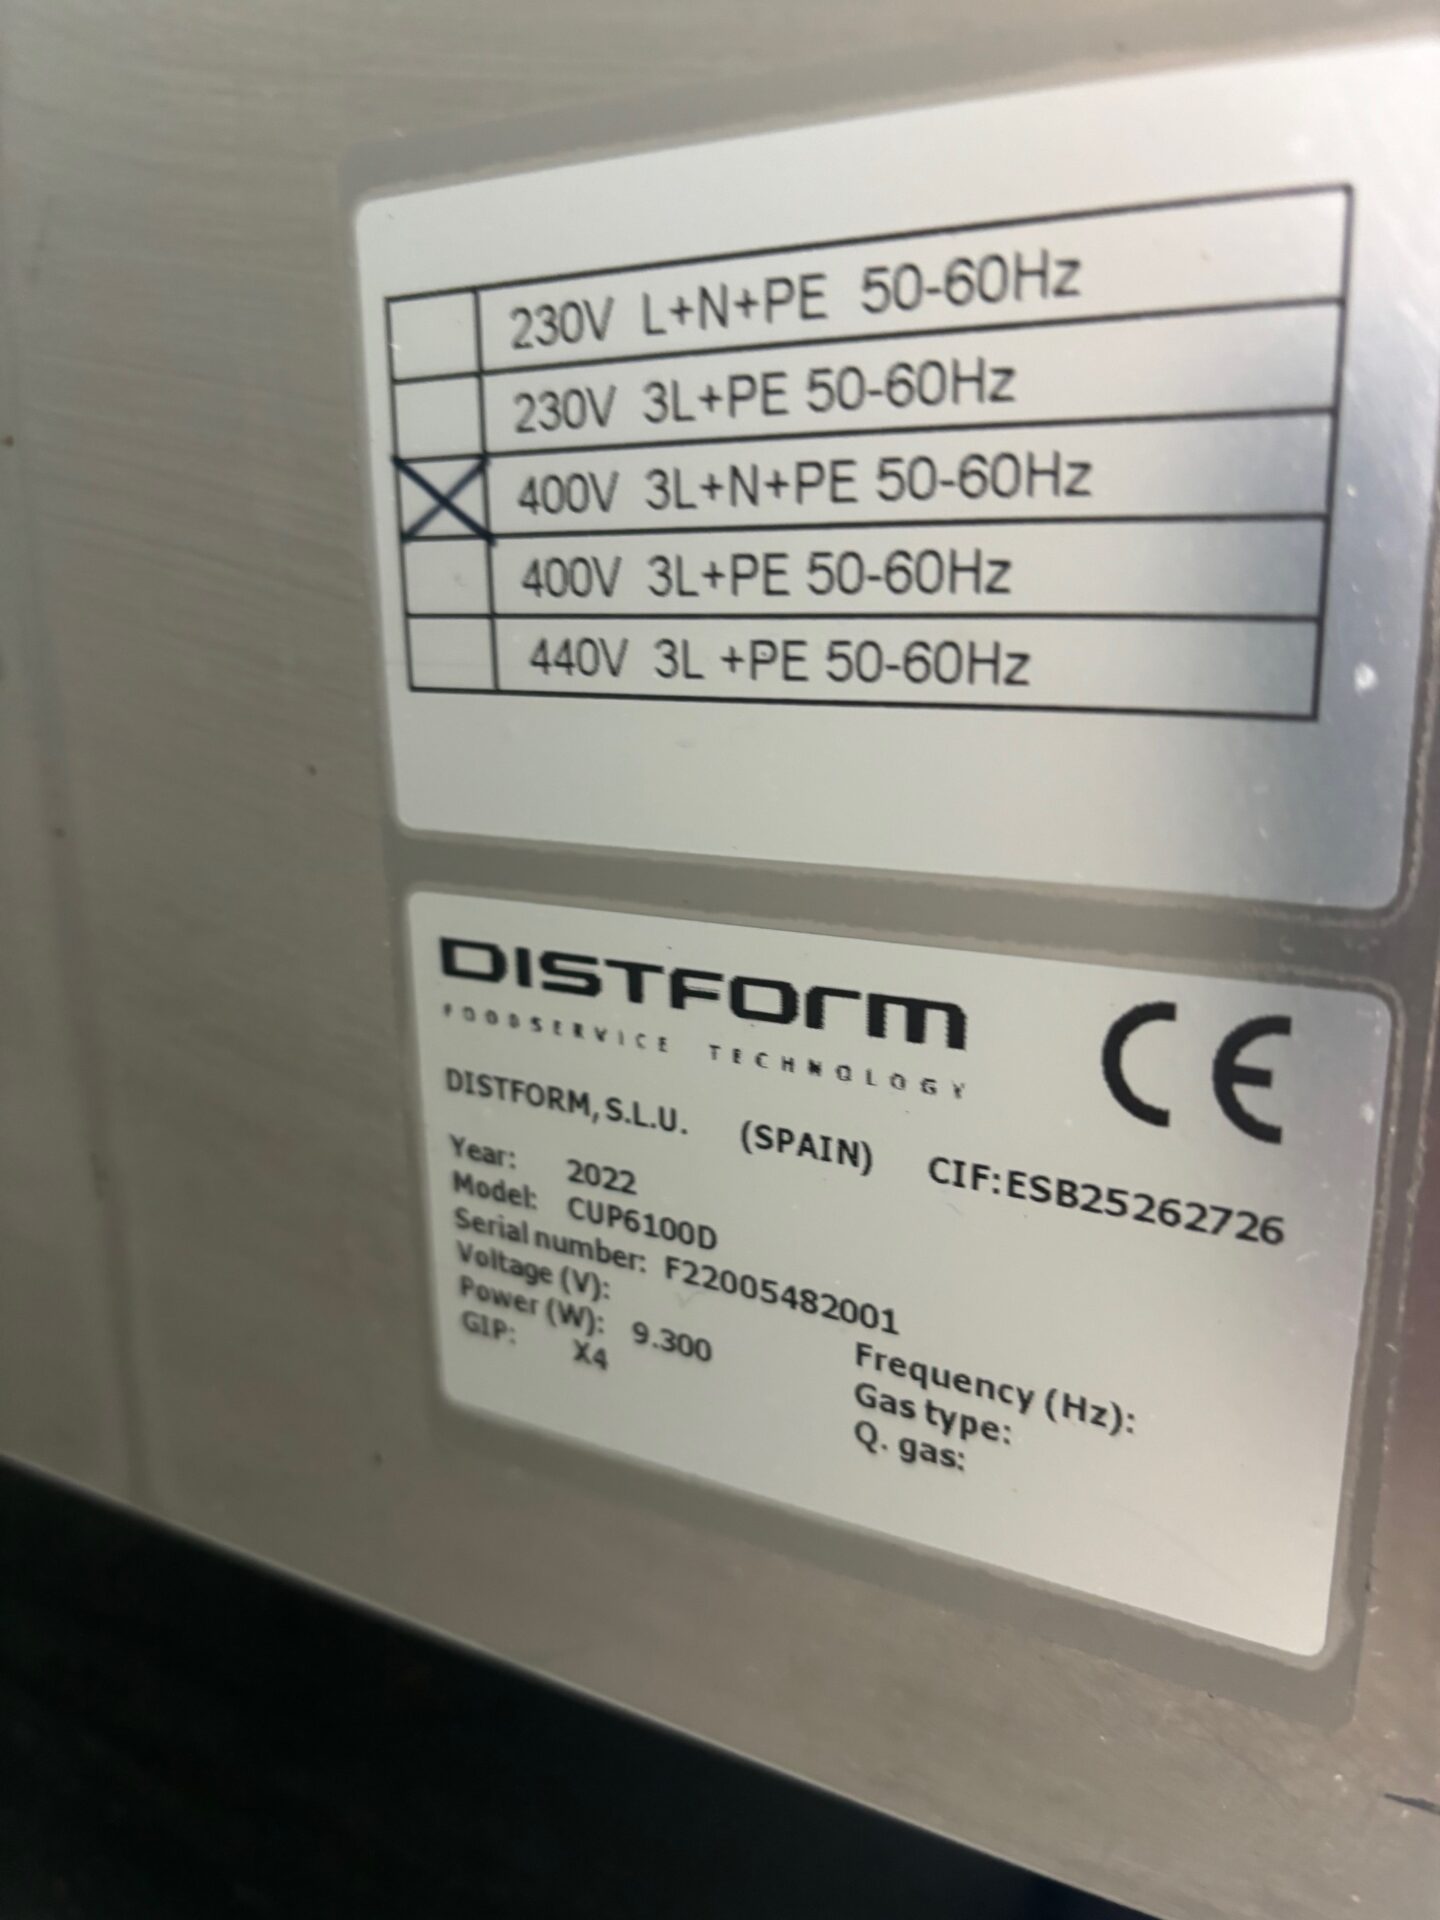 230V L+N+PE 50-60Hz
230V 3L+PE 50-60Hz
400V 3L+N+PE 50-60Hz
400V 3L+PE 50-60Hz
440V 3L +PE 50-60Hz
DISTFORM
FOODSERVICE TECHNOLOGY
CE
DISTFORM, S.L.U. (SPAIN) CIF:ESB25262726
Year: 2022
Model: CUP6100D
Serial number: F22005482001
Voltage (V):
Power (W): 9.300
GIP: X4
Frequency (Hz):
Gas type:
Q. gas: